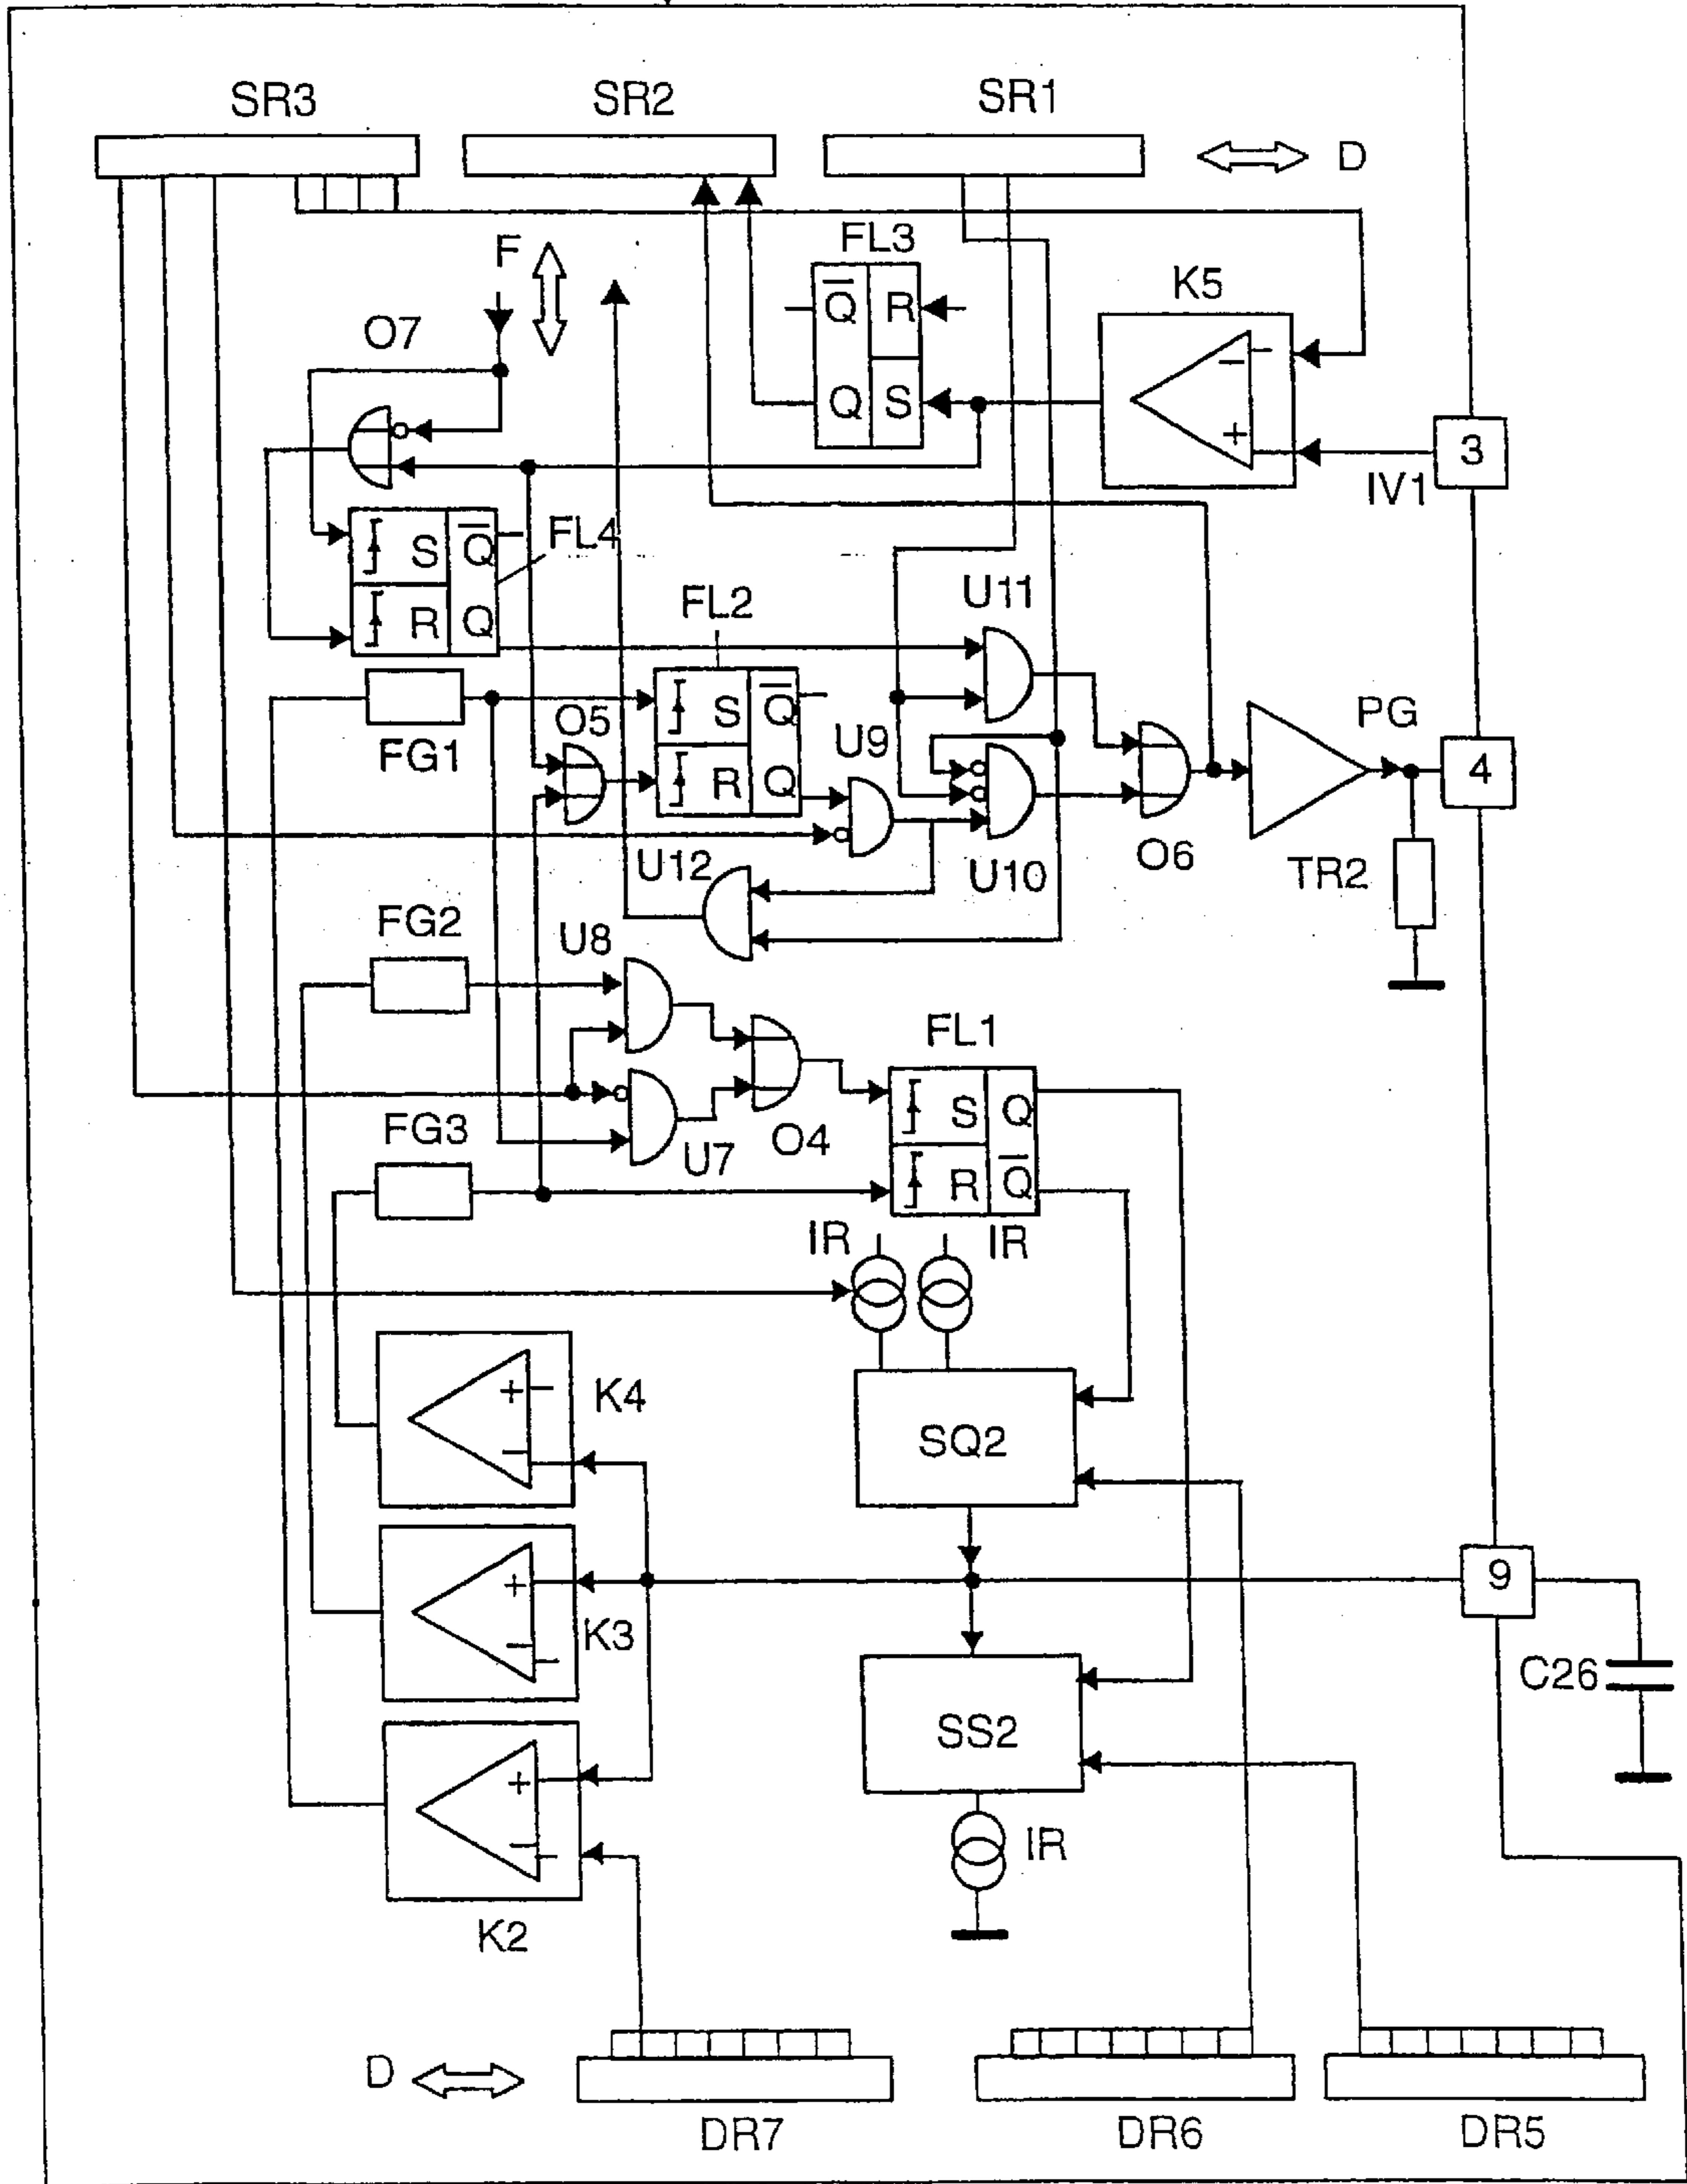 SR3 SR2 SR1
D
F
FL3
K5
Q̅ R
Q S
−
+
O7
3
IV1
S Q̅
R Q
FL4
U11
FL2
FG1
O5
S Q̅
R Q
U9
PG
4
U12
U10
O6
TR2
FG2
U8
FL1
FG3
U7
O4
S Q
R Q̅
IR IR
+
−
K4
SQ2
+
−
K3
9
C26
SS2
+
−
K2
IR
D
DR7 DR6 DR5